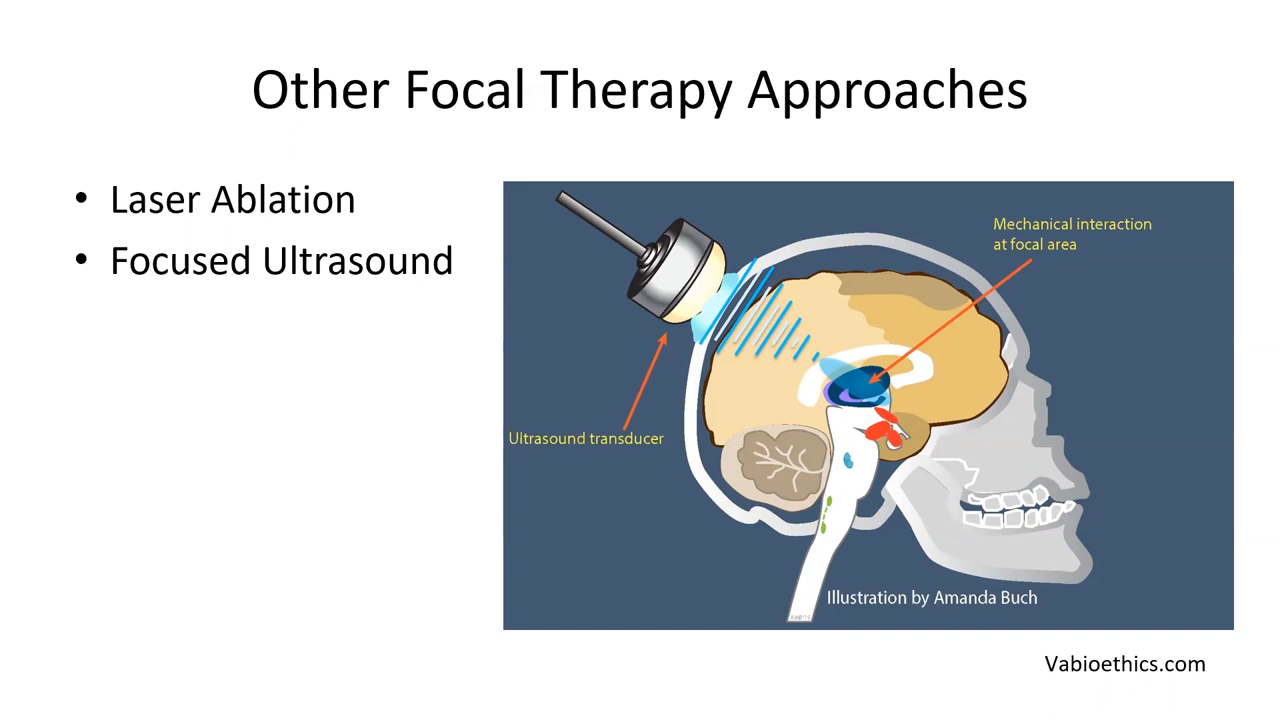 Other Focal Therapy Approaches
• Laser Ablation
• Focused Ultrasound
Mechanical interaction
at focal area
Ultrasound transducer
Illustration by Amanda Buch
Vabioethics.com